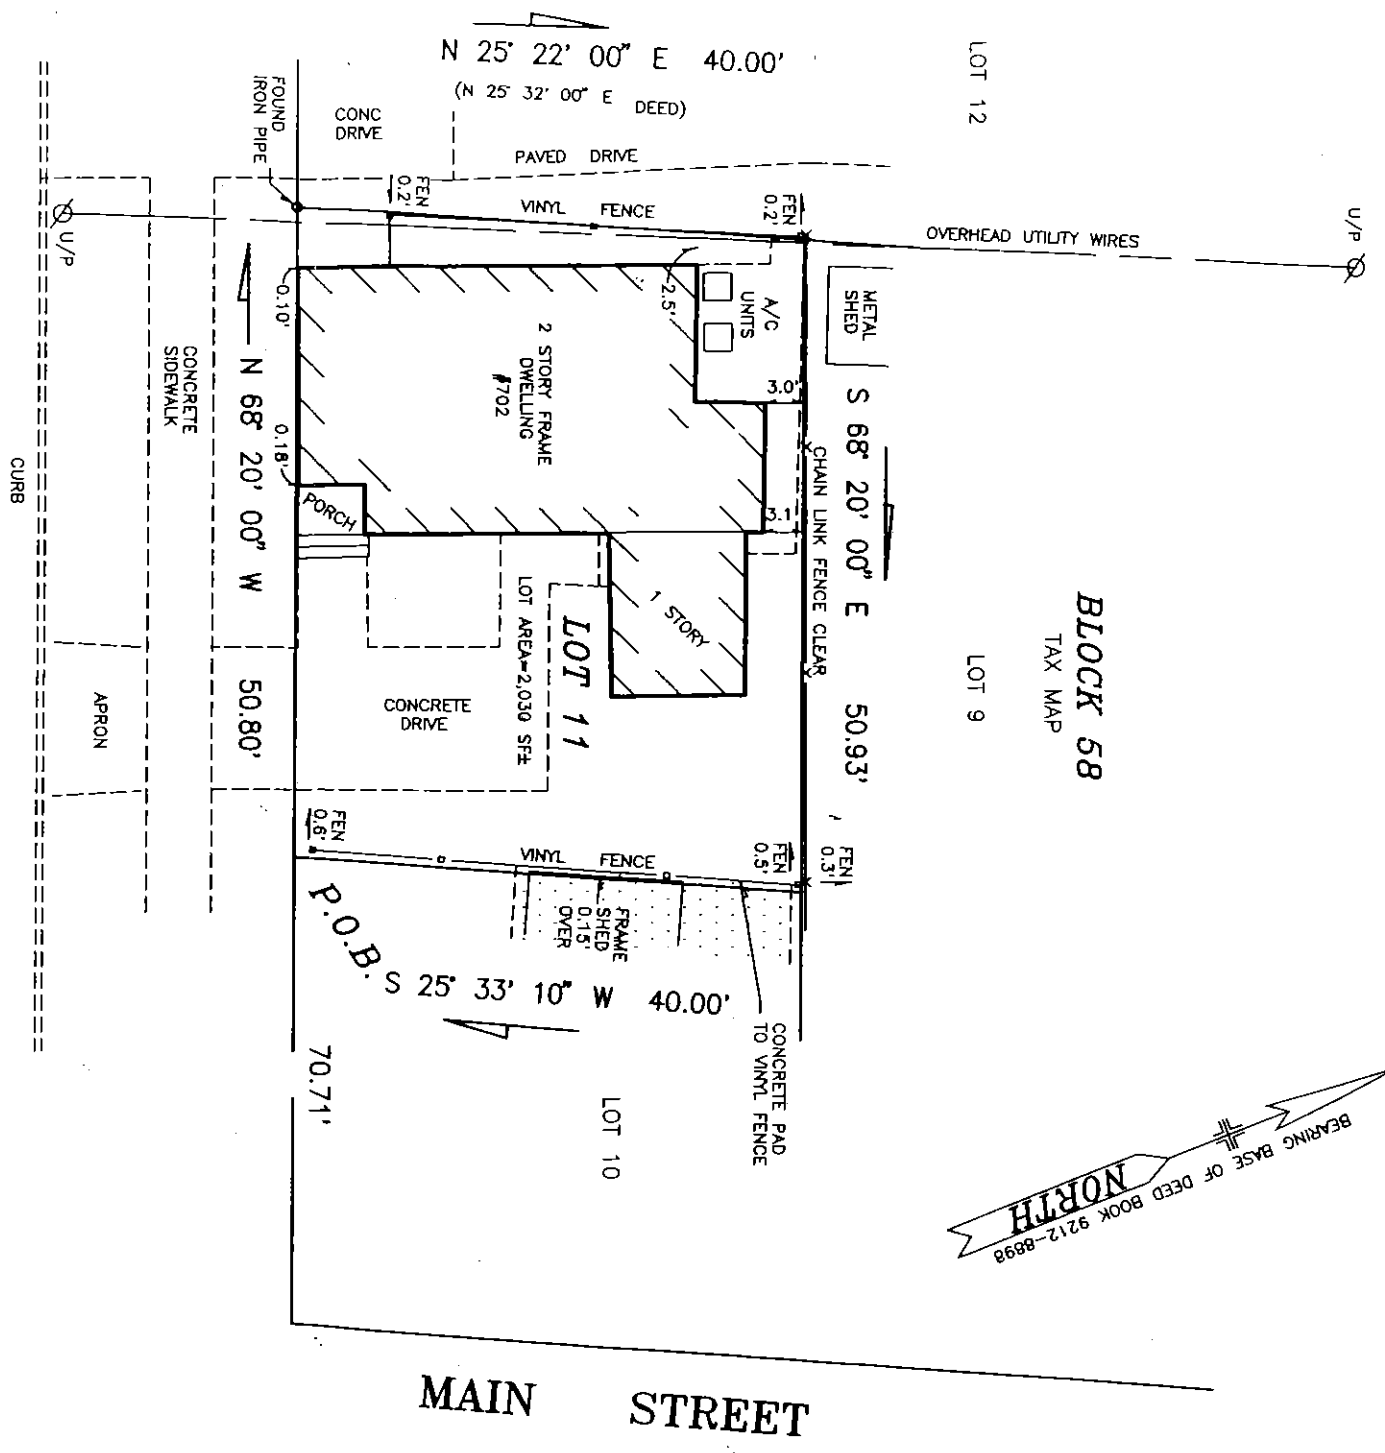 N 25° 22' 00" E 40.00'
(N 25 32' 00" E DEED)
LOT 12
FOUND
IRON PIPE
CONC
DRIVE
PAVED DRIVE
FEN
0.2'
VINYL FENCE
FEN
0.2'
OVERHEAD UTILITY WIRES
U/P
U/P
METAL
SHED
A/C
UNITS
2.5'
0.10'
2 STORY FRAME
DWELLING
#702
3.0'
CONCRETE
SIDEWALK
N 68° 20' 00" W
50.80'
0.18'
PORCH
3.1
S 68° 20' 00" E
50.93'
CHAIN LINK FENCE CLEAR
CURB
1 STORY
LOT 11
LOT AREA=2,030 SF±
BLOCK 58
TAX MAP
LOT 9
APRON
CONCRETE
DRIVE
FEN
0.6'
VINYL FENCE
FEN
0.5'
FEN
0.3'
FRAME
SHED
0.15'
OVER
P.O.B.
S 25° 33' 10" W 40.00'
CONCRETE PAD
TO VINYL FENCE
70.71'
LOT 10
NORTH
BEARING BASE OF DEED BOOK 9212-8898
MAIN STREET